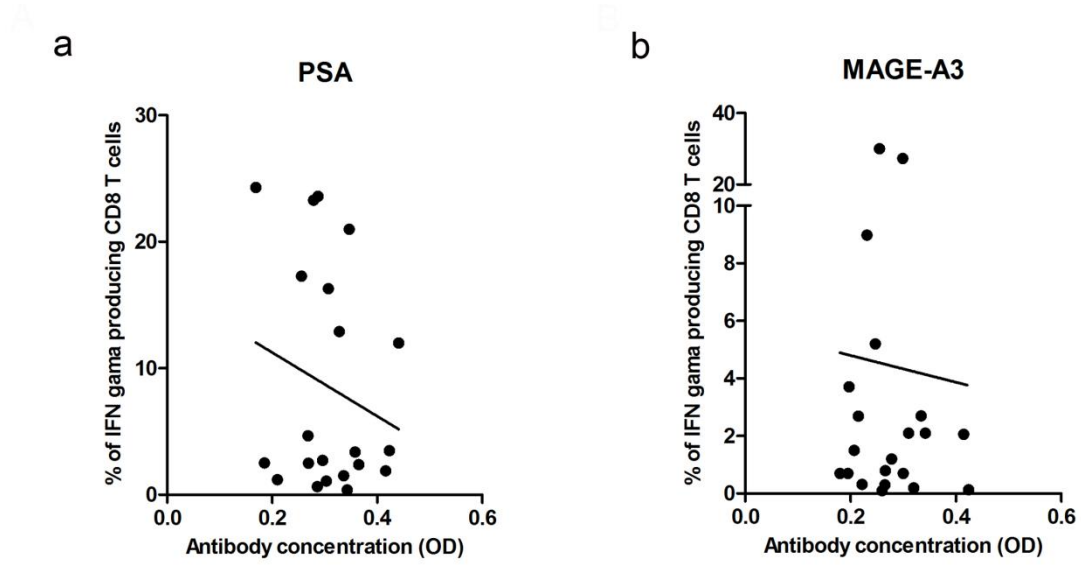 A
B
a
b
PSA
MAGE-A3
% of IFN gama producing CD8 T cells
30
20
10
0
0.0
0.2
0.4
0.6
Antibody concentration (OD)
% of IFN gama producing CD8 T cells
40
20
10
8
6
4
2
0
0.0
0.2
0.4
0.6
Antibody concentration (OD)